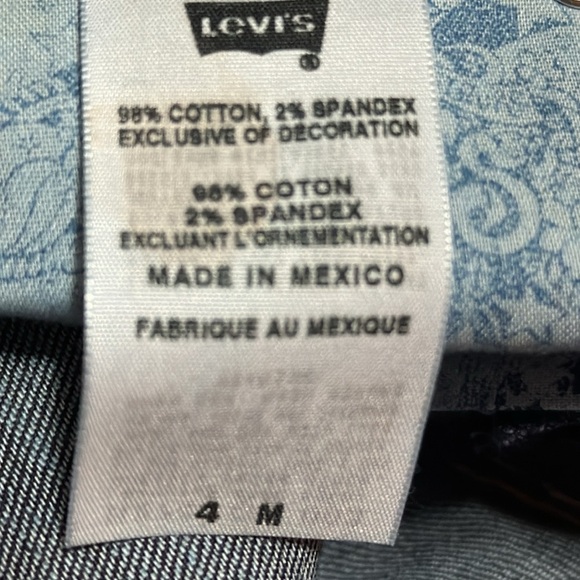 LEVI'S
®
98% COTTON, 2% SPANDEX
EXCLUSIVE OF DECORATION
98% COTON
2% SPANDEX
EXCLUANT L'ORNEMENTATION
MADE IN MEXICO
FABRIQUE AU MEXIQUE
4 M